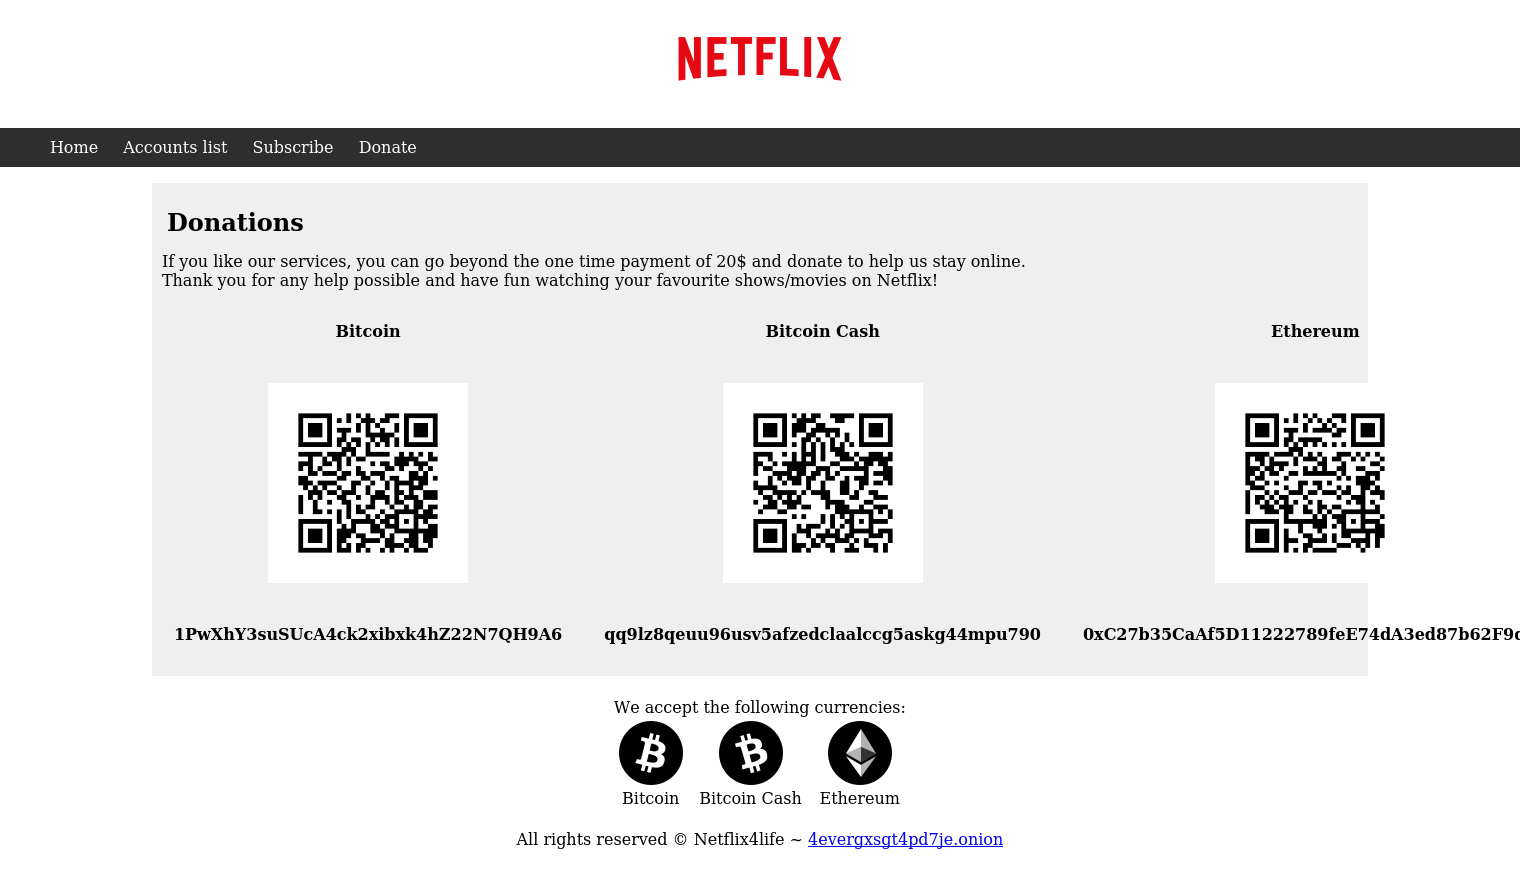 NETFLIX
Home Accounts list Subscribe Donate
Donations
If you like our services, you can go beyond the one time payment of 20$ and donate to help us stay online.
Thank you for any help possible and have fun watching your favourite shows/movies on Netflix!
Bitcoin Bitcoin Cash Ethereum
1PwXhY3suSUcA4ck2xibxk4hZ22N7QH9A6 qq9lz8qeuu96usv5afzedclaalccg5askg44mpu790
We accept the following currencies:
Bitcoin Bitcoin Cash Ethereum
All rights reserved © Netflix4life ~ 4evergxsgt4pd7je.onion